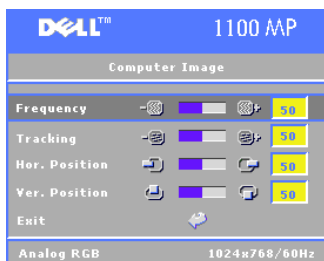 DELL™ 1100 MP
Computer Image
Frequency 50
Tracking 50
Hor. Position 50
Ver. Position 50
Exit
Analog RGB 1024x768/60Hz